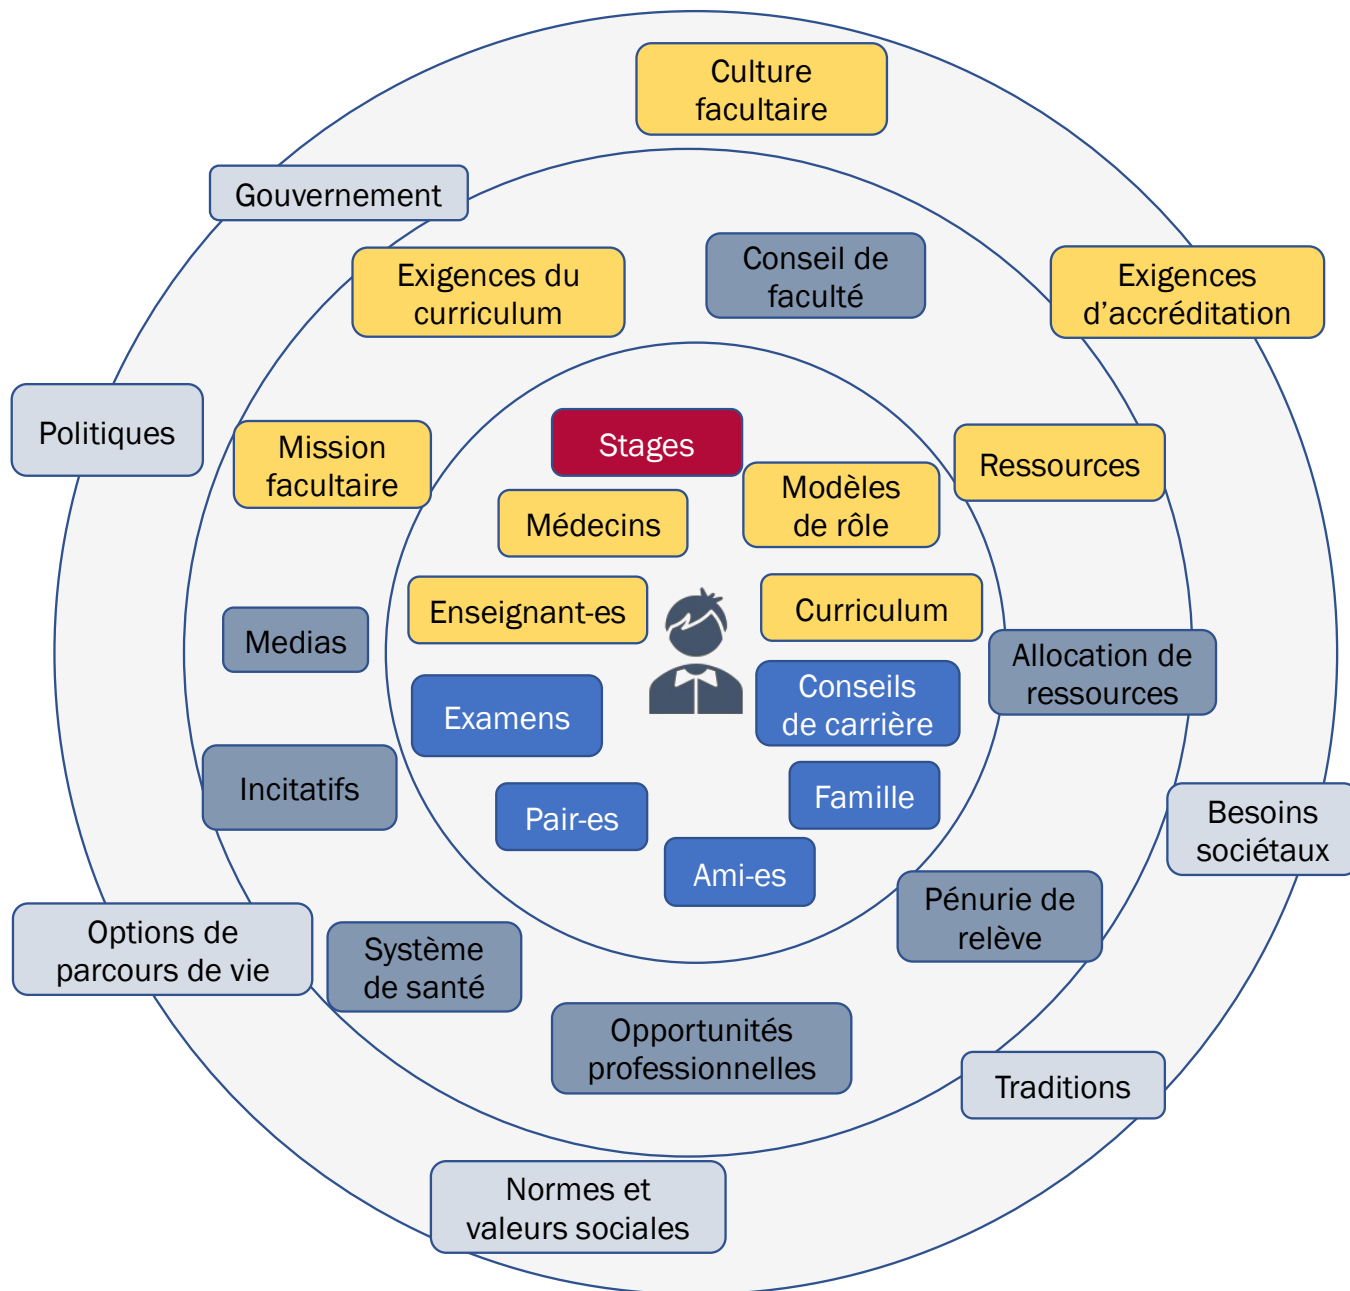 Culture
facultaire
Gouvernement
Exigences du
curriculum
Conseil de
faculté
Exigences
d’accréditation
Politiques
Mission
facultaire
Stages
Ressources
Médecins
Modèles
de rôle
Enseignant-es
Curriculum
Medias
Allocation de
ressources
Examens
Conseils
de carrière
Incitatifs
Pair-es
Famille
Besoins
sociétaux
Ami-es
Options de
parcours de vie
Système
de santé
Pénurie de
relève
Opportunités
professionnelles
Traditions
Normes et
valeurs sociales